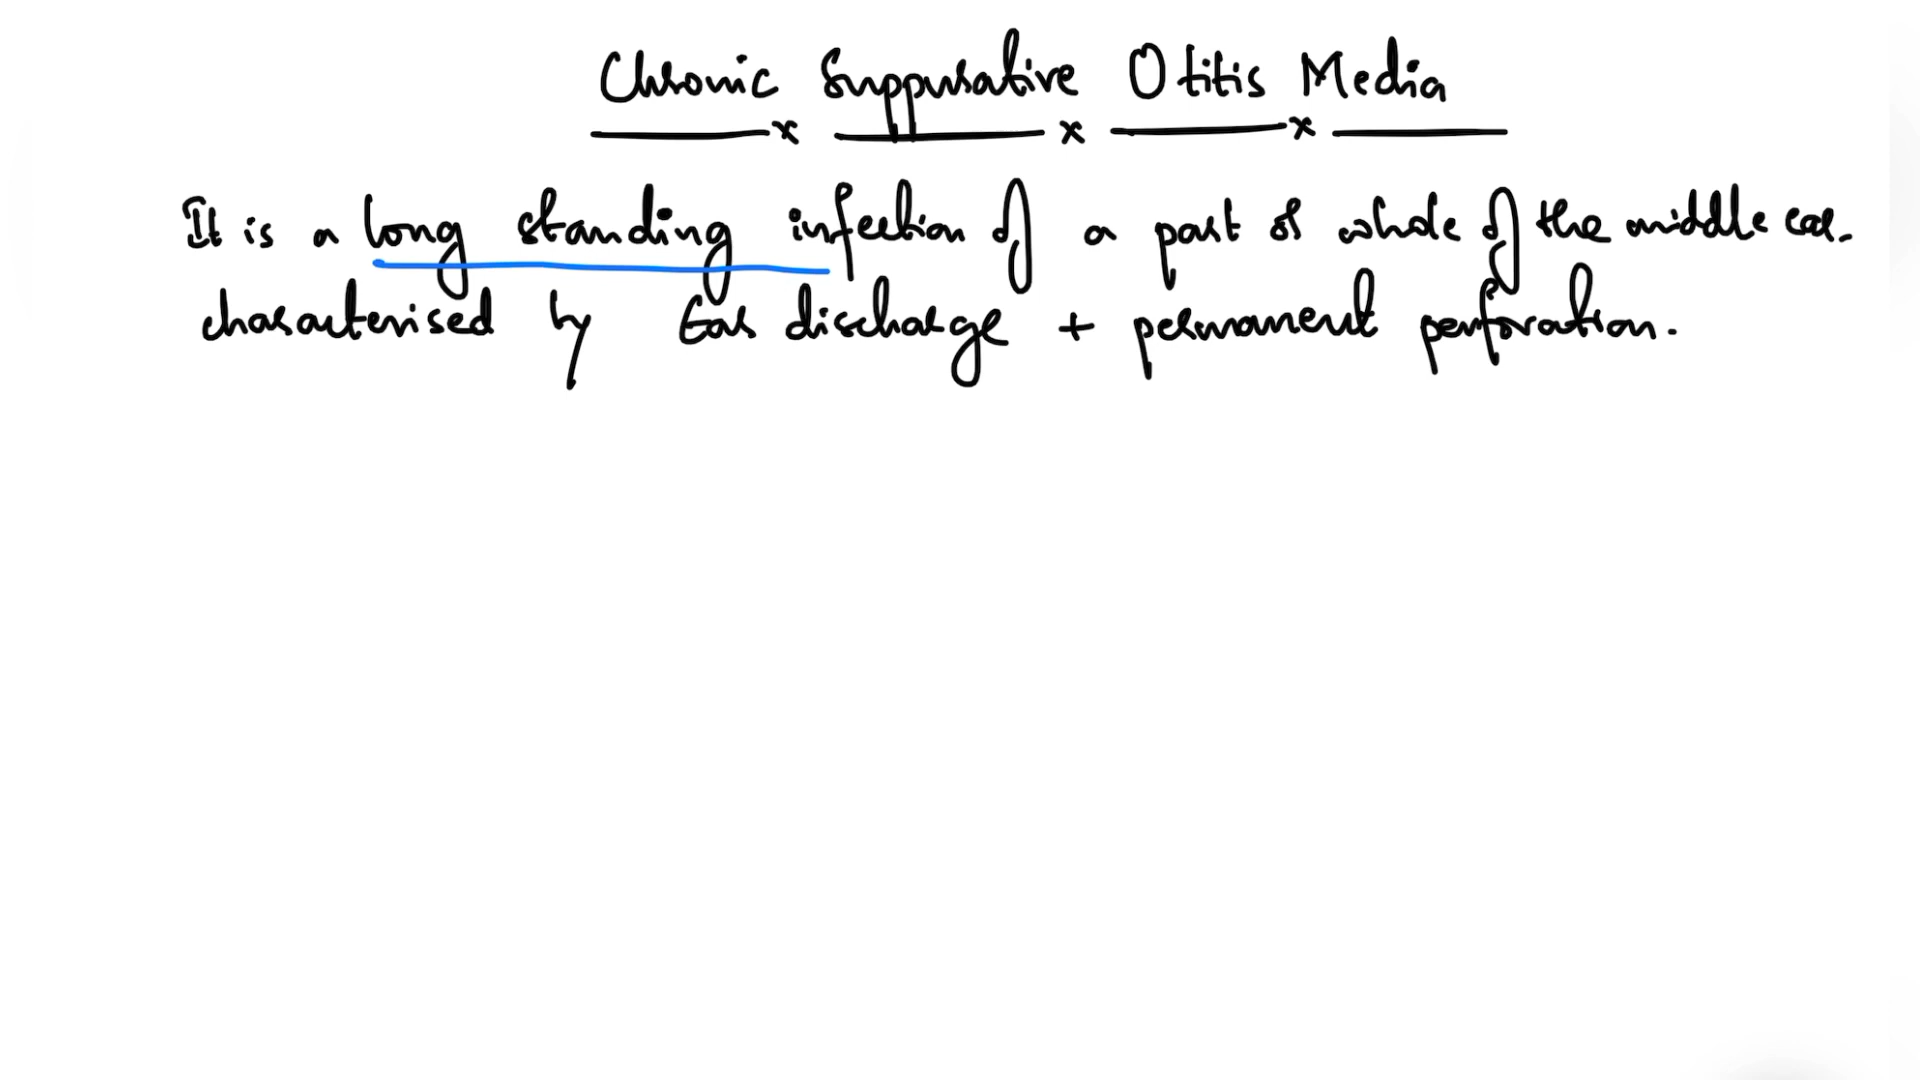 Chronic Suppurative Otitis Media
x x x
It is a long standing infection of a part or whole of the middle ear.
characterised by Ear discharge + permanent perforation.